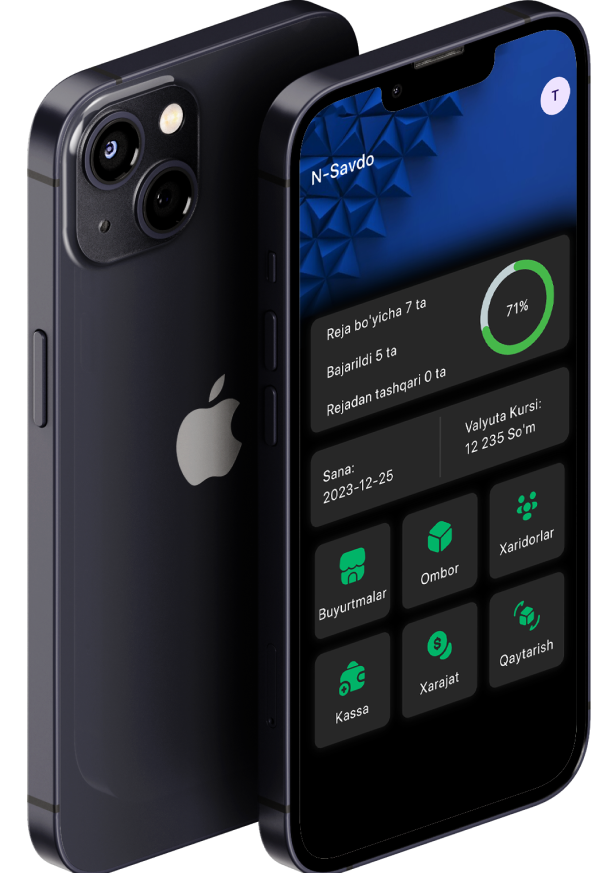 T
N-Savdo
Reja bo'yicha 7 ta
71%
Bajarildi 5 ta
Rejadan tashqari 0 ta
Sana:
2023-12-25
Valyuta Kursi:
12 235 So'm
Buyurtmalar
Ombor
Xaridorlar
Kassa
Xarajat
Qaytarish